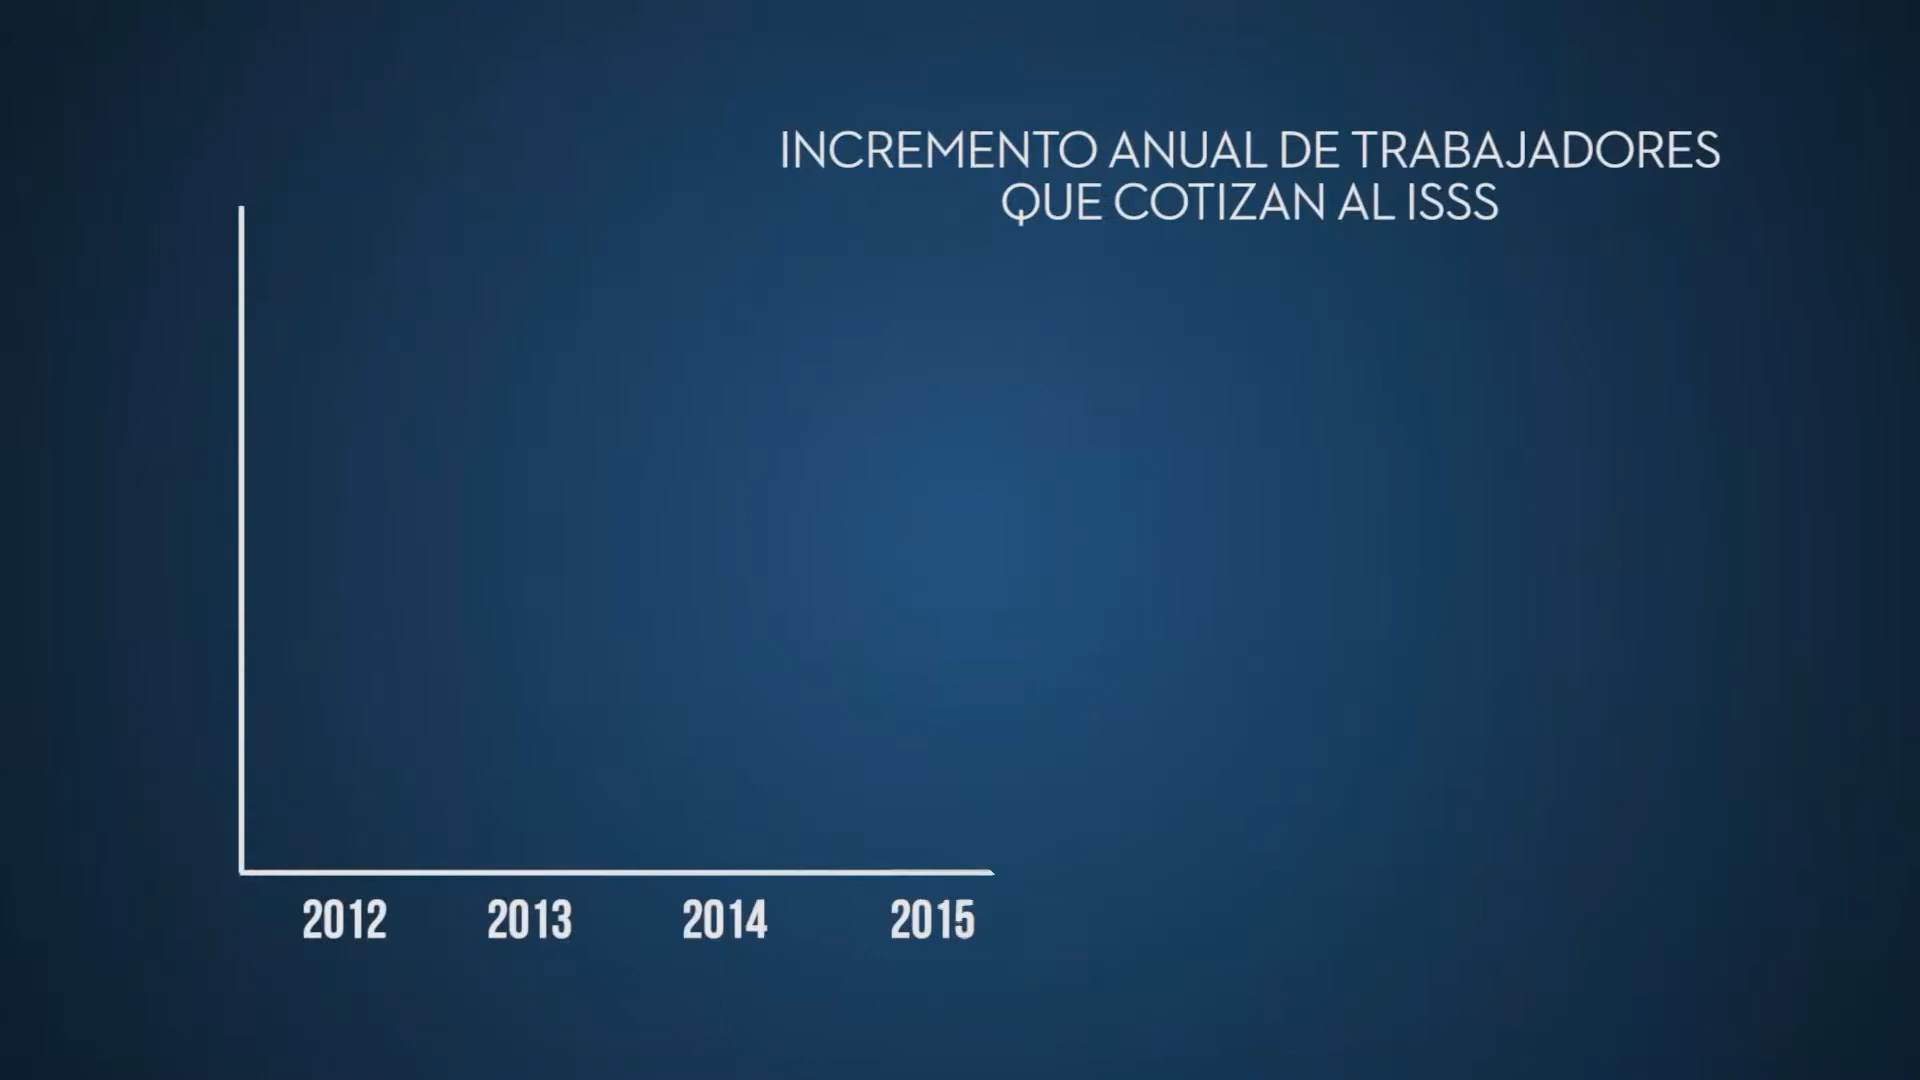 INCREMENTO ANUAL DE TRABAJADORES
QUE COTIZAN AL ISSS
2012 2013 2014 2015